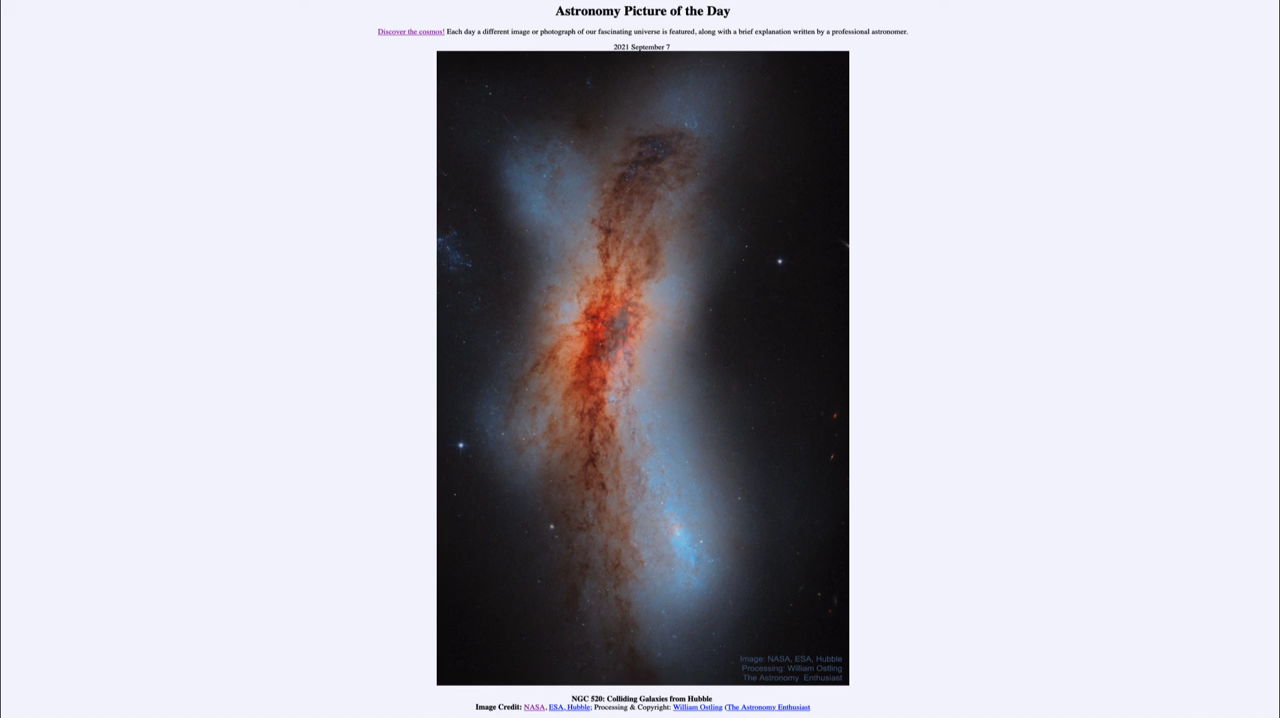 Astronomy Picture of the Day
Discover the cosmos! Each day a different image or photograph of our fascinating universe is featured, along with a brief explanation written by a professional astronomer.
2021 September 7
Image: NASA, ESA, Hubble
Processing: William Ostling
The Astronomy Enthusiast
NGC 520: Colliding Galaxies from Hubble
Image Credit: NASA, ESA, Hubble; Processing & Copyright: William Ostling (The Astronomy Enthusiast